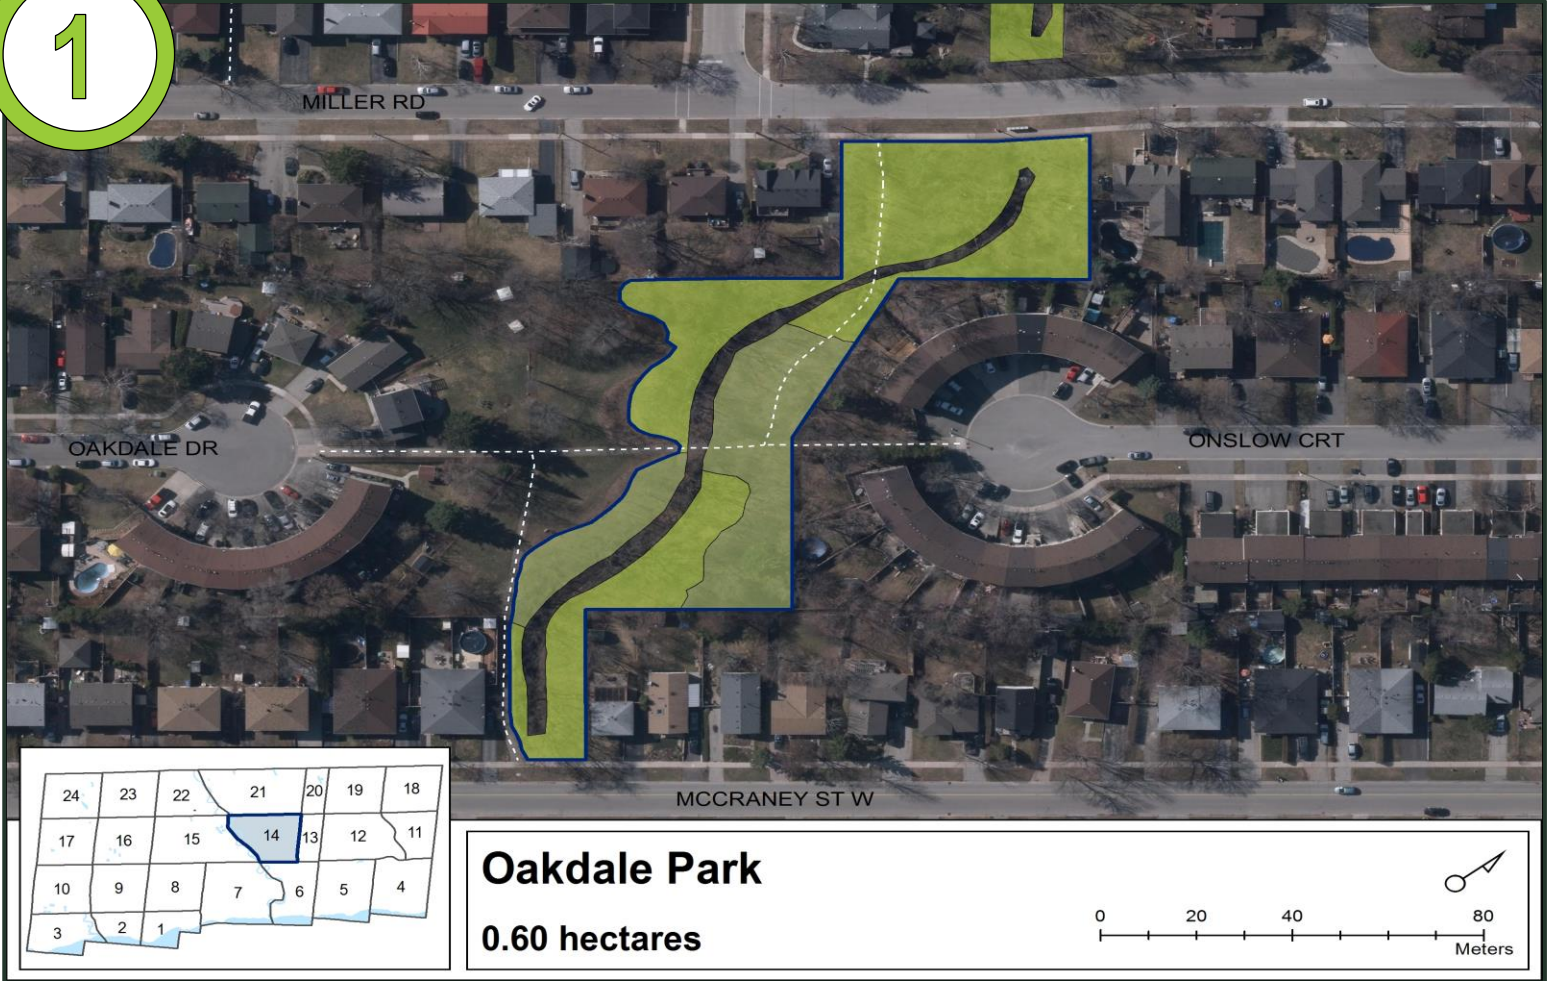 1
MILLER RD
OAKDALE DR
ONSLOW CRT
MCCRANEY ST W
24 23 22 21 20 19 18
17 16 15 14 13 12 11
10 9 8 7 6 5 4
3 2 1
Oakdale Park
0.60 hectares
0 20 40 80
Meters